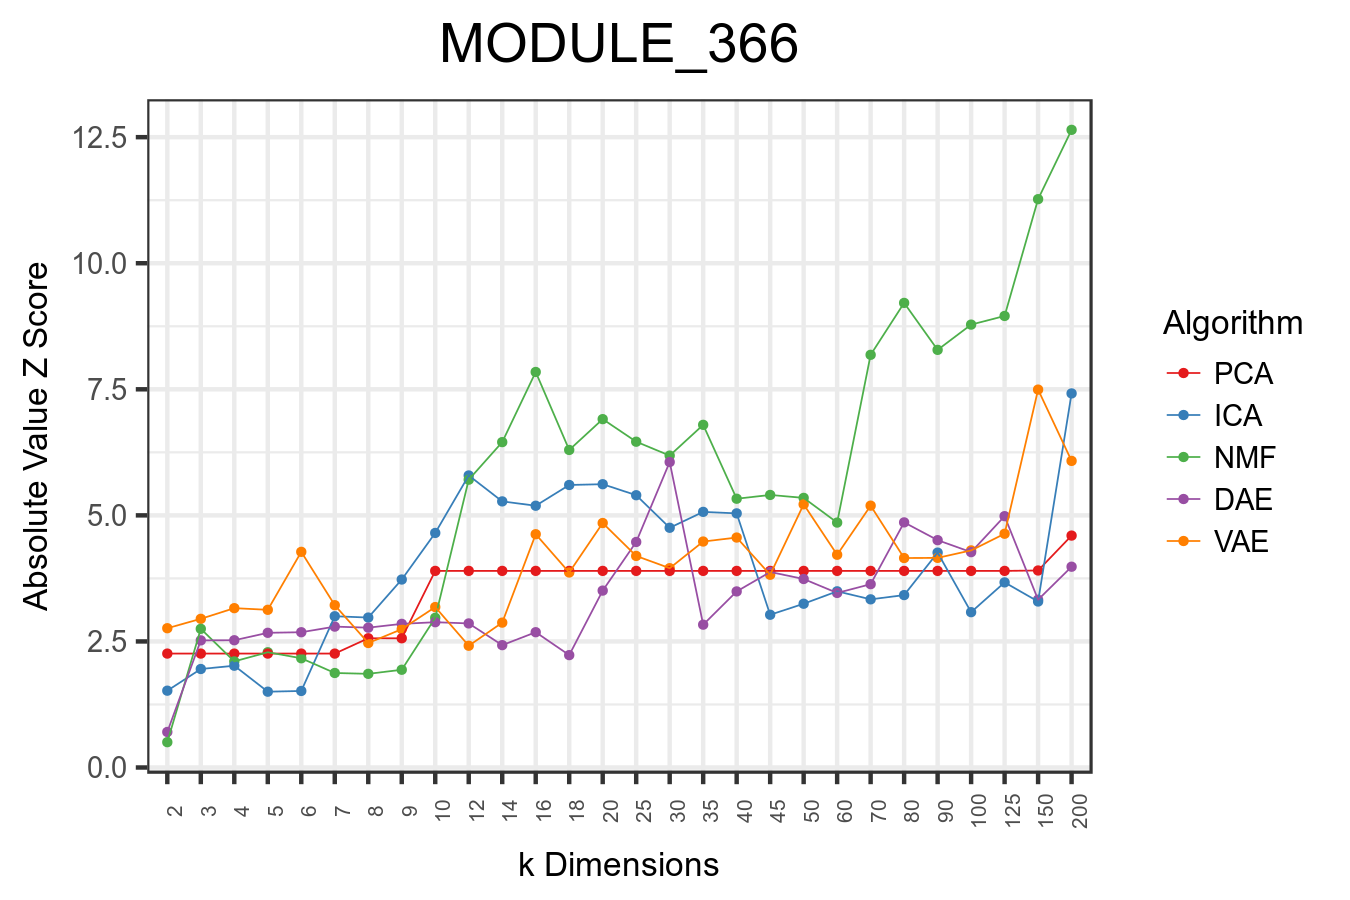 MODULE_366
Absolute Value Z Score
12.5
10.0
7.5
5.0
2.5
0.0
2 3 4 5 6 7 8 9 10 12 14 16 18 20 25 30 35 40 45 50 60 70 80 90 100 125 150 200
k Dimensions
Algorithm
PCA
ICA
NMF
DAE
VAE